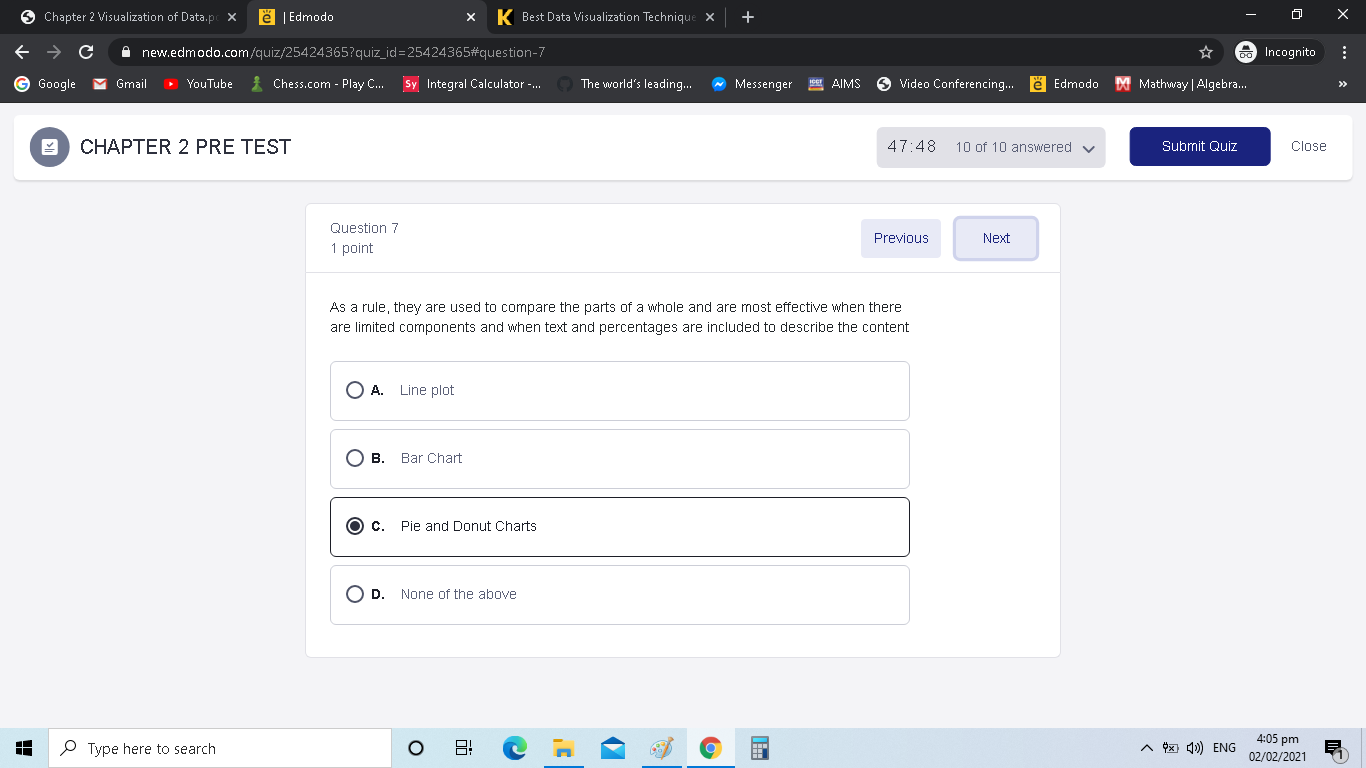 Chapter 2 Visualization of Data.pc
| Edmodo
Best Data Visualization Technique
new.edmodo.com/quiz/25424365?quiz_id=25424365#question-7
Incognito
Google
Gmail
YouTube
Chess.com - Play C...
Sy
Integral Calculator -...
The world's leading...
Messenger
AIMS
Video Conferencing...
Edmodo
Mathway | Algebra...
»
CHAPTER 2 PRE TEST
47:48 10 of 10 answered
Submit Quiz
Close
Question 7
1 point
Previous
Next
As a rule, they are used to compare the parts of a whole and are most effective when there
are limited components and when text and percentages are included to describe the content
A. Line plot
B. Bar Chart
C. Pie and Donut Charts
D. None of the above
Type here to search
ENG
4:05 pm
02/02/2021
1